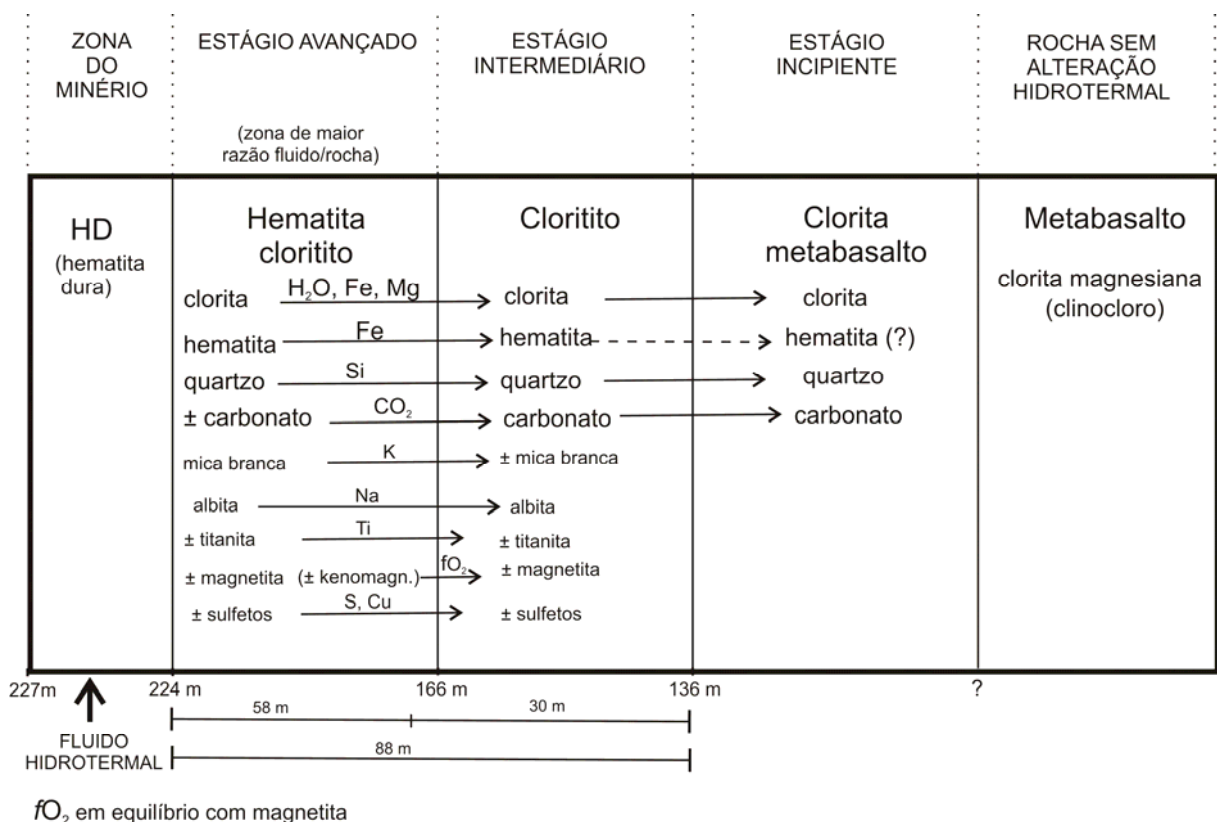 ZONA
DO
MINÉRIO
ESTÁGIO AVANÇADO
(zona de maior
razão fluido/rocha)
ESTÁGIO
INTERMEDIÁRIO
ESTÁGIO
INCIPIENTE
ROCHA SEM
ALTERAÇÃO
HIDROTERMAL
HD
(hematita
dura)
Hematita
cloritito
Cloritito
Clorita
metabasalto
Metabasalto
clorita magnesiana
(clinocloro)
clorita H₂O, Fe, Mg clorita clorita
hematita Fe hematita hematita (?)
quartzo Si quartzo quartzo
± carbonato CO₂ carbonato carbonato
mica branca K ± mica branca
albita Na albita
± titanita Ti ± titanita
± magnetita (± kenomagn.) fO₂ ± magnetita
± sulfetos S, Cu ± sulfetos
227m 224 m 166 m 136 m ?
58 m 30 m
88 m
FLUIDO
HIDROTERMAL
fO₂ em equilíbrio com magnetita